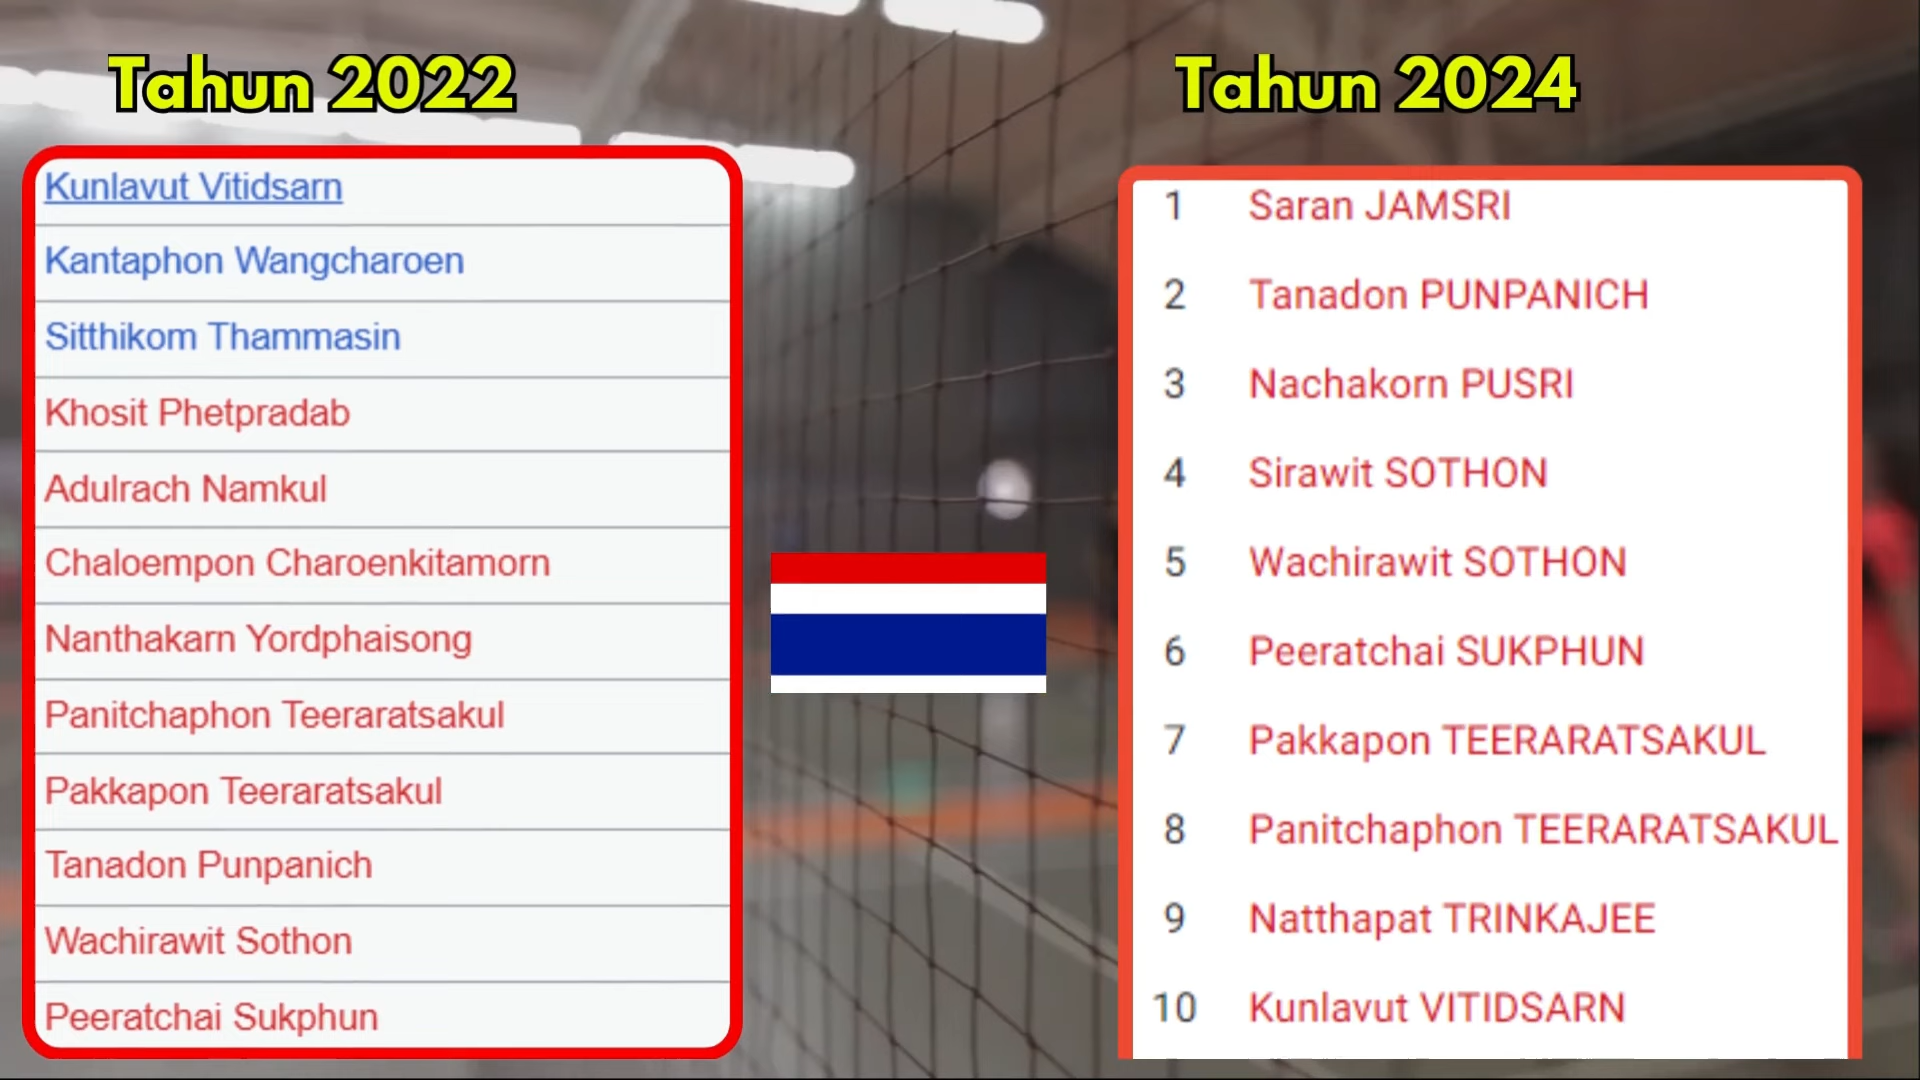 Tahun 2022
Kunlavut Vitidsarn
Kantaphon Wangcharoen
Sitthikom Thammasin
Khosit Phetpradab
Adulrach Namkul
Chaloempon Charoenkitamorn
Nanthakarn Yordphaisong
Panitchaphon Teeraratsakul
Pakkapon Teeraratsakul
Tanadon Punpanich
Wachirawit Sothon
Peeratchai Sukphun
Tahun 2024
1 Saran JAMSRI
2 Tanadon PUNPANICH
3 Nachakorn PUSRI
4 Sirawit SOTHON
5 Wachirawit SOTHON
6 Peeratchai SUKPHUN
7 Pakkapon TEERARATSAKUL
8 Panitchaphon TEERARATSAKUL
9 Natthapat TRINKAJEE
10 Kunlavut VITIDSARN